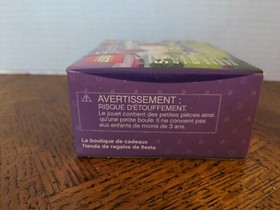 AVERTISSEMENT :
RISQUE D'ÉTOUFFEMENT.
Le jouet contient des petites pièces ainsi
qu'une petite boule. Il ne convient pas
aux enfants de moins de 3 ans.
La boutique de cadeaux
Tienda de regalos de fiesta